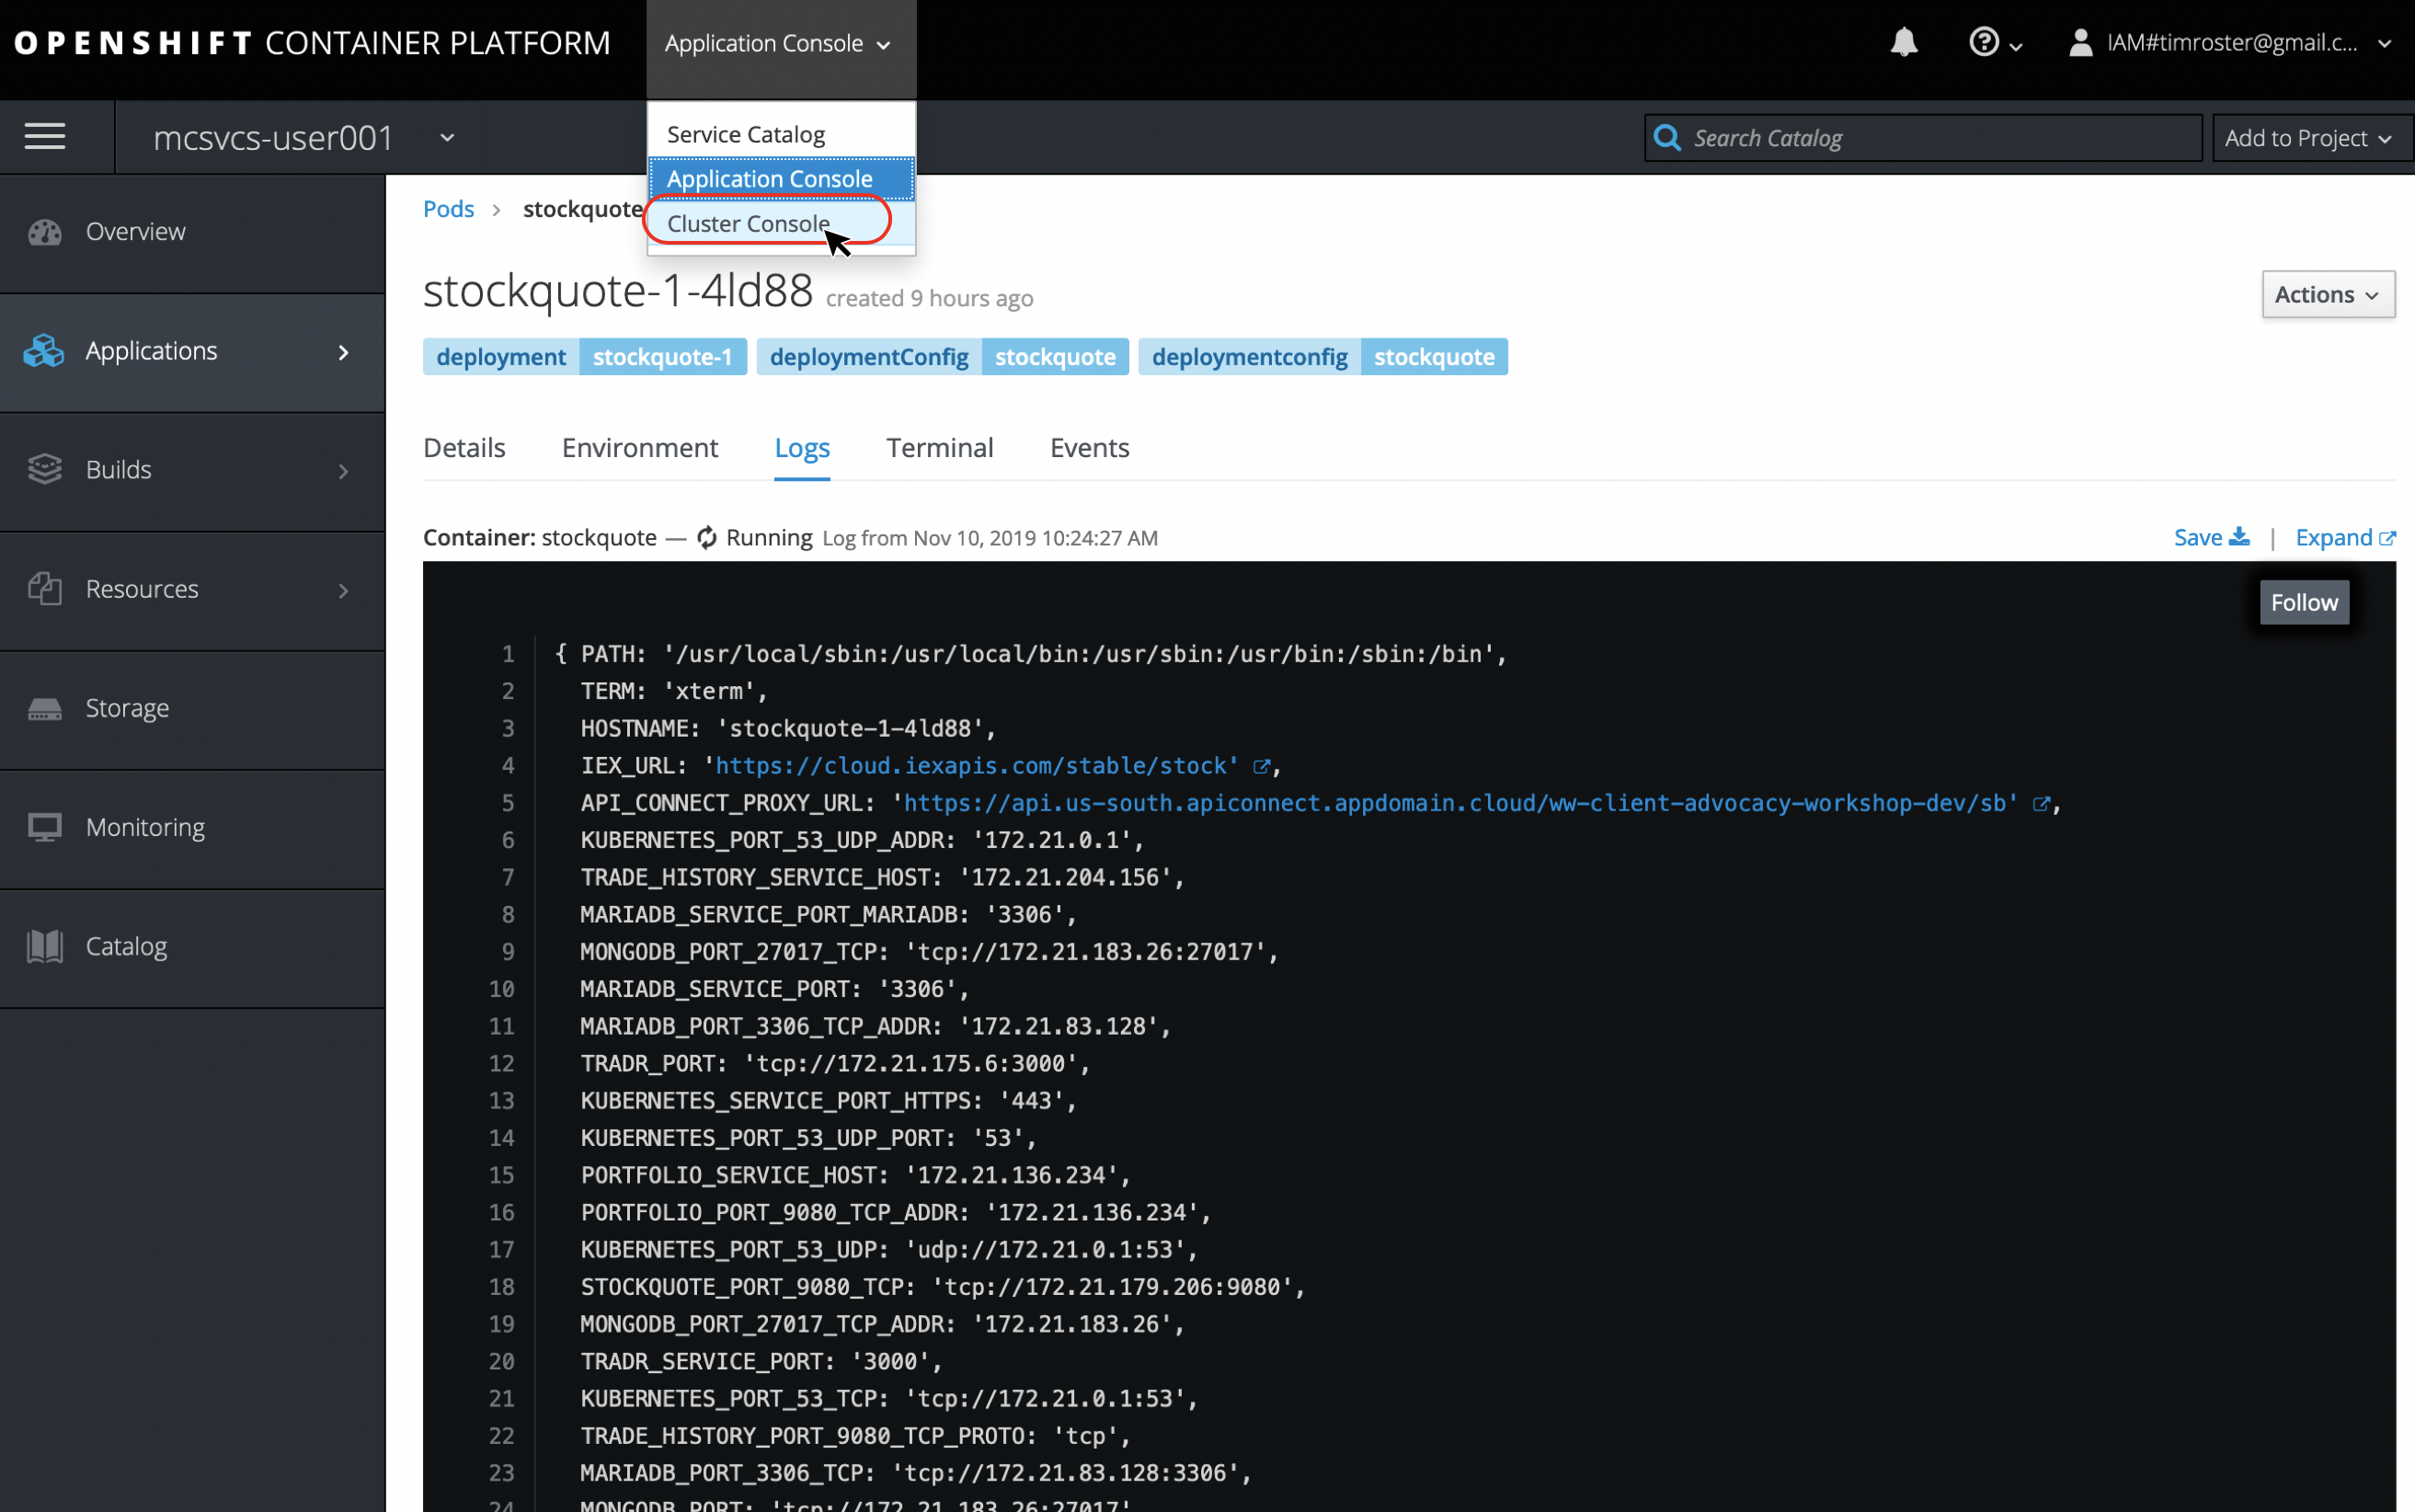 OPENSHIFT CONTAINER PLATFORM
Application Console
IAM#timroster@gmail.c...
mcsvcs-user001
Service Catalog
Application Console
Cluster Console
Search Catalog
Add to Project
Overview
Applications
Builds
Resources
Storage
Monitoring
Catalog
Pods > stockquote
stockquote-1-4ld88 created 9 hours ago
Actions
deployment stockquote-1 deploymentConfig stockquote deploymentconfig stockquote
Details Environment Logs Terminal Events
Container: stockquote — Running Log from Nov 10, 2019 10:24:27 AM
Save | Expand
Follow
1 { PATH: '/usr/local/sbin:/usr/local/bin:/usr/sbin:/usr/bin:/sbin:/bin',
2 TERM: 'xterm',
3 HOSTNAME: 'stockquote-1-4ld88',
4 IEX_URL: 'https://cloud.iexapis.com/stable/stock' ,
5 API_CONNECT_PROXY_URL: 'https://api.us-south.apiconnect.appdomain.cloud/ww-client-advocacy-workshop-dev/sb' ,
6 KUBERNETES_PORT_53_UDP_ADDR: '172.21.0.1',
7 TRADE_HISTORY_SERVICE_HOST: '172.21.204.156',
8 MARIADB_SERVICE_PORT_MARIADB: '3306',
9 MONGODB_PORT_27017_TCP: 'tcp://172.21.183.26:27017',
10 MARIADB_SERVICE_PORT: '3306',
11 MARIADB_PORT_3306_TCP_ADDR: '172.21.83.128',
12 TRADR_PORT: 'tcp://172.21.175.6:3000',
13 KUBERNETES_SERVICE_PORT_HTTPS: '443',
14 KUBERNETES_PORT_53_UDP_PORT: '53',
15 PORTFOLIO_SERVICE_HOST: '172.21.136.234',
16 PORTFOLIO_PORT_9080_TCP_ADDR: '172.21.136.234',
17 KUBERNETES_PORT_53_UDP: 'udp://172.21.0.1:53',
18 STOCKQUOTE_PORT_9080_TCP: 'tcp://172.21.179.206:9080',
19 MONGODB_PORT_27017_TCP_ADDR: '172.21.183.26',
20 TRADR_SERVICE_PORT: '3000',
21 KUBERNETES_PORT_53_TCP: 'tcp://172.21.0.1:53',
22 TRADE_HISTORY_PORT_9080_TCP_PROTO: 'tcp',
23 MARIADB_PORT_3306_TCP: 'tcp://172.21.83.128:3306',
24 MONGODB_PORT: 'tcp://172.21.183.26:27017'